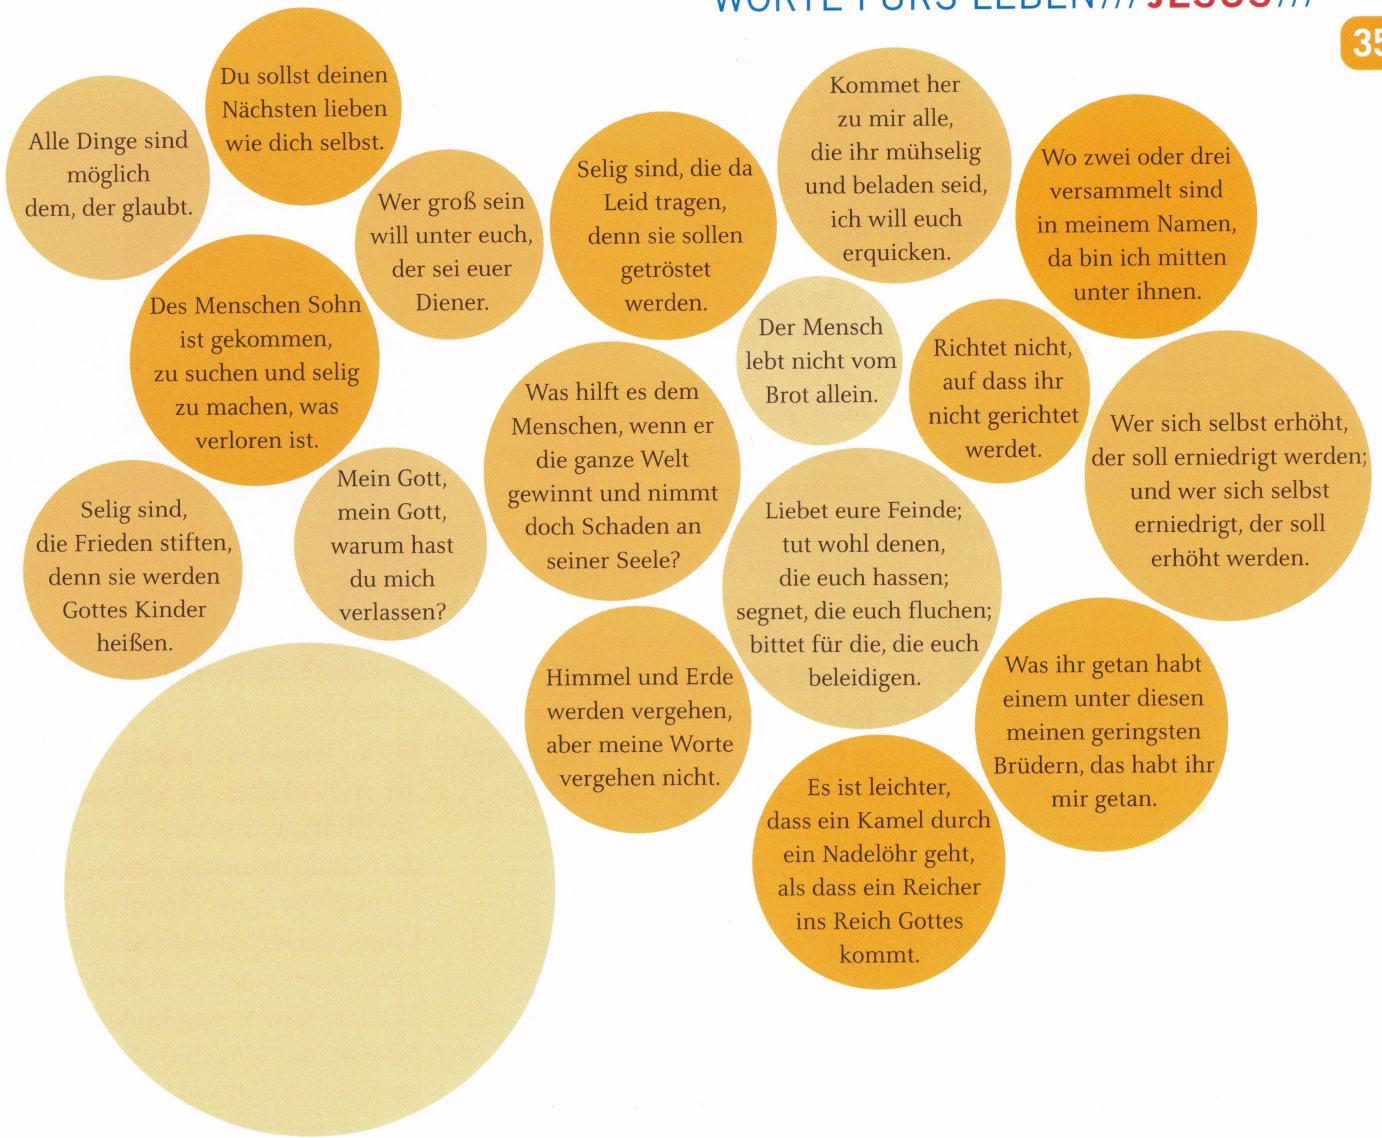 WORTE FÜRS LEBEN /// JESUS ///
35
Du sollst deinen
Nächsten lieben
wie dich selbst.
Alle Dinge sind
möglich
dem, der glaubt.
Wer groß sein
will unter euch,
der sei euer
Diener.
Selig sind, die da
Leid tragen,
denn sie sollen
getröstet
werden.
Kommet her
zu mir alle,
die ihr mühselig
und beladen seid,
ich will euch
erquicken.
Wo zwei oder drei
versammelt sind
in meinem Namen,
da bin ich mitten
unter ihnen.
Des Menschen Sohn
ist gekommen,
zu suchen und selig
zu machen, was
verloren ist.
Was hilft es dem
Menschen, wenn er
die ganze Welt
gewinnt und nimmt
doch Schaden an
seiner Seele?
Der Mensch
lebt nicht vom
Brot allein.
Richtet nicht,
auf dass ihr
nicht gerichtet
werdet.
Wer sich selbst erhöht,
der soll erniedrigt werden;
und wer sich selbst
erniedrigt, der soll
erhöht werden.
Selig sind,
die Frieden stiften,
denn sie werden
Gottes Kinder
heißen.
Mein Gott,
mein Gott,
warum hast
du mich
verlassen?
Liebet eure Feinde;
tut wohl denen,
die euch hassen;
segnet, die euch fluchen;
bittet für die, die euch
beleidigen.
Himmel und Erde
werden vergehen,
aber meine Worte
vergehen nicht.
Was ihr getan habt
einem unter diesen
meinen geringsten
Brüdern, das habt ihr
mir getan.
Es ist leichter,
dass ein Kamel durch
ein Nadelöhr geht,
als dass ein Reicher
ins Reich Gottes
kommt.